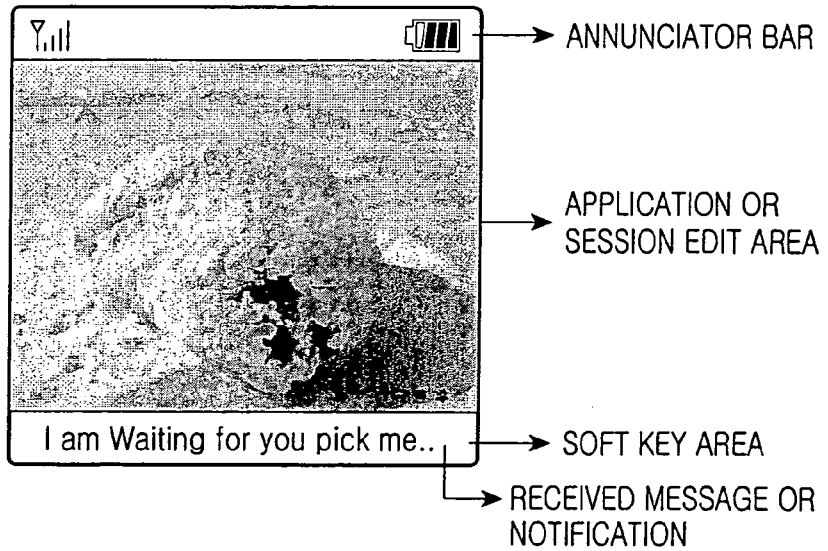 ANNUNCIATOR BAR
APPLICATION OR
SESSION EDIT AREA
I am Waiting for you pick me..
SOFT KEY AREA
RECEIVED MESSAGE OR
NOTIFICATION